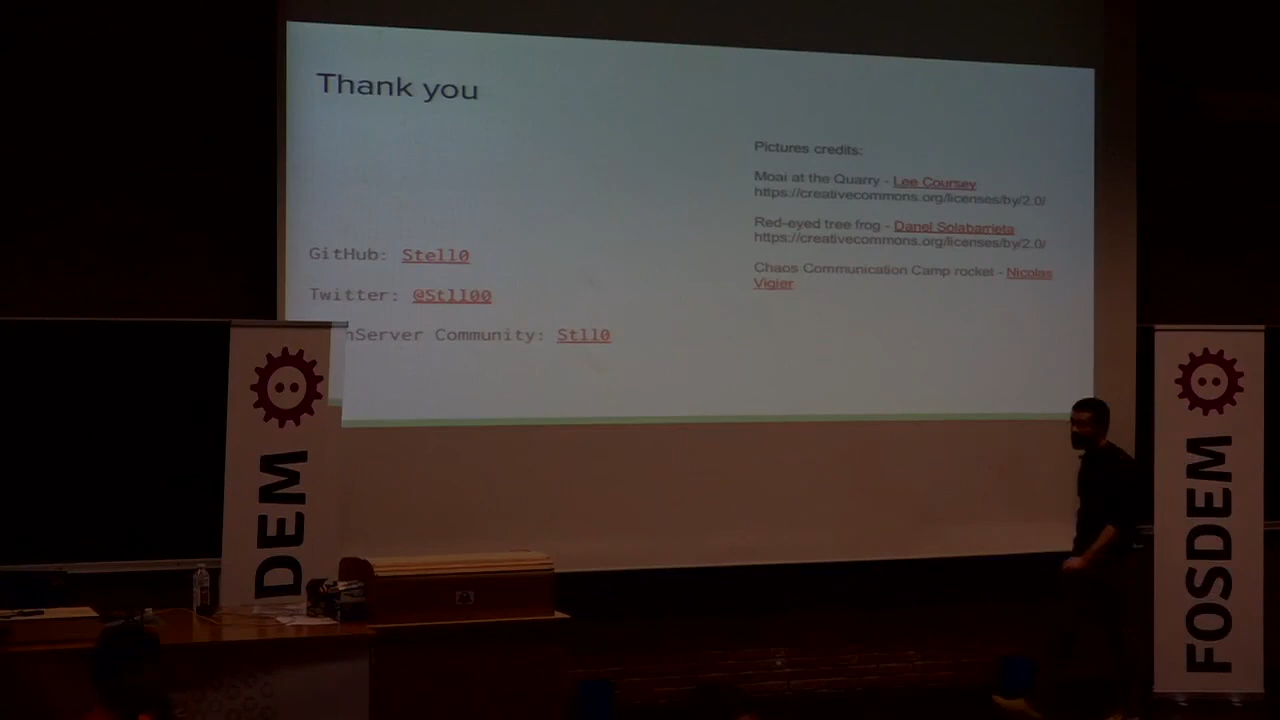 Thank you
GitHub: Stell0
Twitter: @Stll00
hServer Community: Stll0
Pictures credits:
Moai at the Quarry - Lee Coursey
https://creativecommons.org/licenses/by/2.0/
Red-eyed tree frog - Danel Solabarrieta
https://creativecommons.org/licenses/by/2.0/
Chaos Communication Camp rocket - Nicolas
Vigier
DEM
FOSDEM